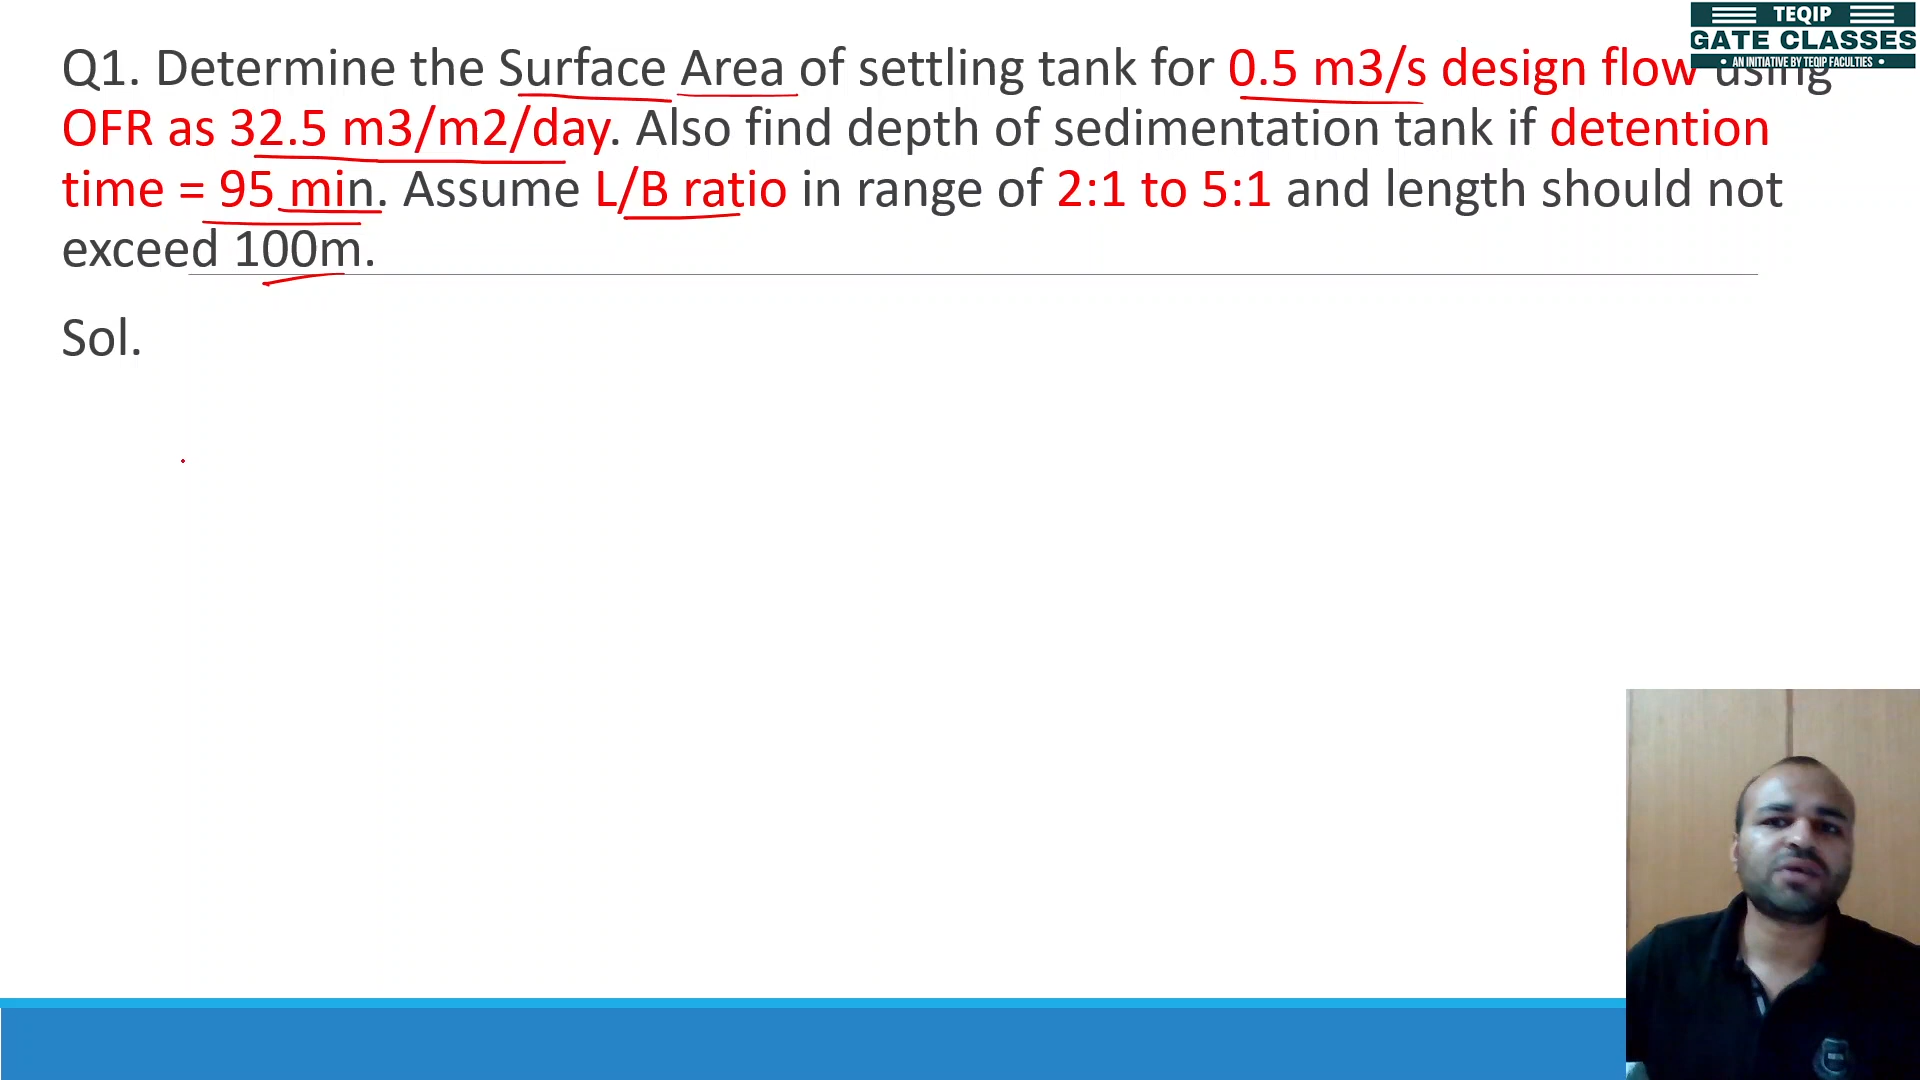 TEQIP
GATE CLASSES
• AN INITIATIVE BY TEQIP FACULTIES •
Q1. Determine the Surface Area of settling tank for 0.5 m3/s design flow using
OFR as 32.5 m3/m2/day. Also find depth of sedimentation tank if detention
time = 95 min. Assume L/B ratio in range of 2:1 to 5:1 and length should not
exceed 100m.
Sol.